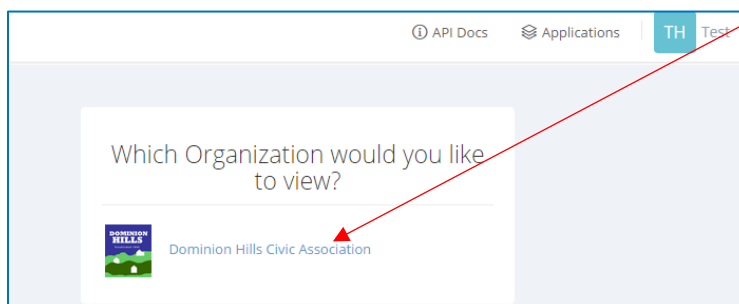 API Docs
Applications
TH
Test
Which Organization would you like
to view?
DOMINION
HILLS
Dominion Hills Civic Association